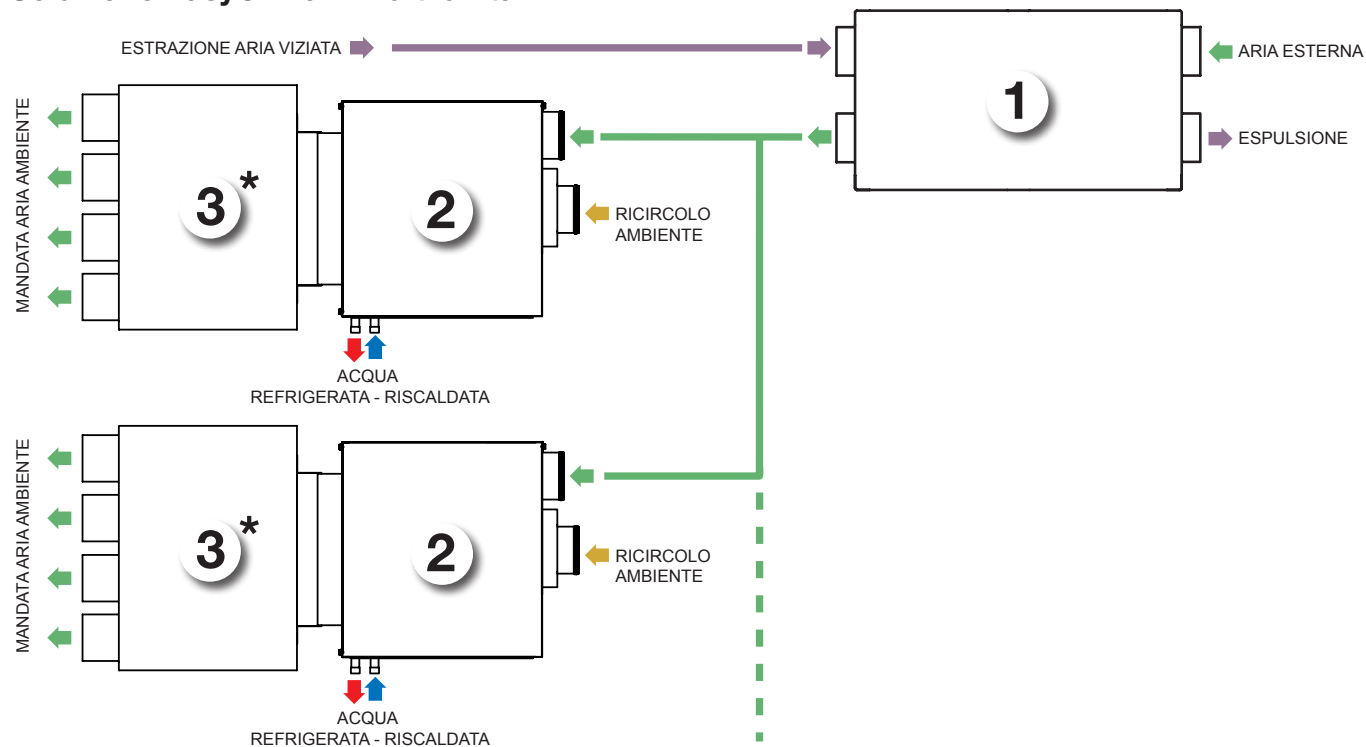 ESTRAZIONE ARIA VIZIATA
ARIA ESTERNA
1
ESPULSIONE
MANDATA ARIA AMBIENTE
3*
2
RICIRCOLO
AMBIENTE
ACQUA
REFRIGERATA - RISCALDATA
MANDATA ARIA AMBIENTE
3*
2
RICIRCOLO
AMBIENTE
ACQUA
REFRIGERATA - RISCALDATA